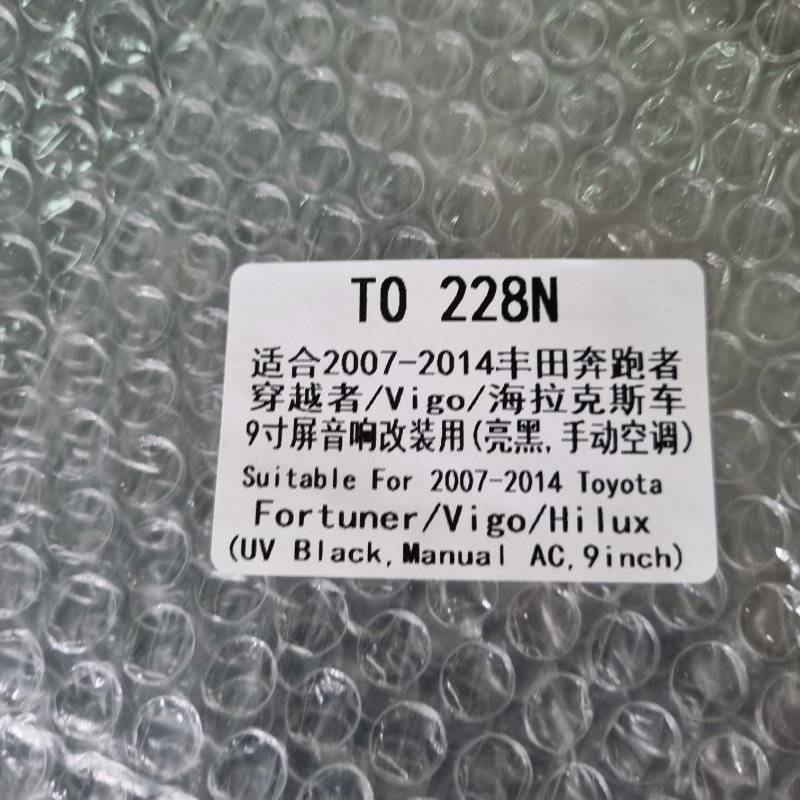 TO 228N
适合2007-2014丰田奔跑者
穿越者/Vigo/海拉克斯车
9寸屏音响改装用(亮黑,手动空调)
Suitable For 2007-2014 Toyota
Fortuner/Vigo/Hilux
(UV Black,Manual AC,9inch)